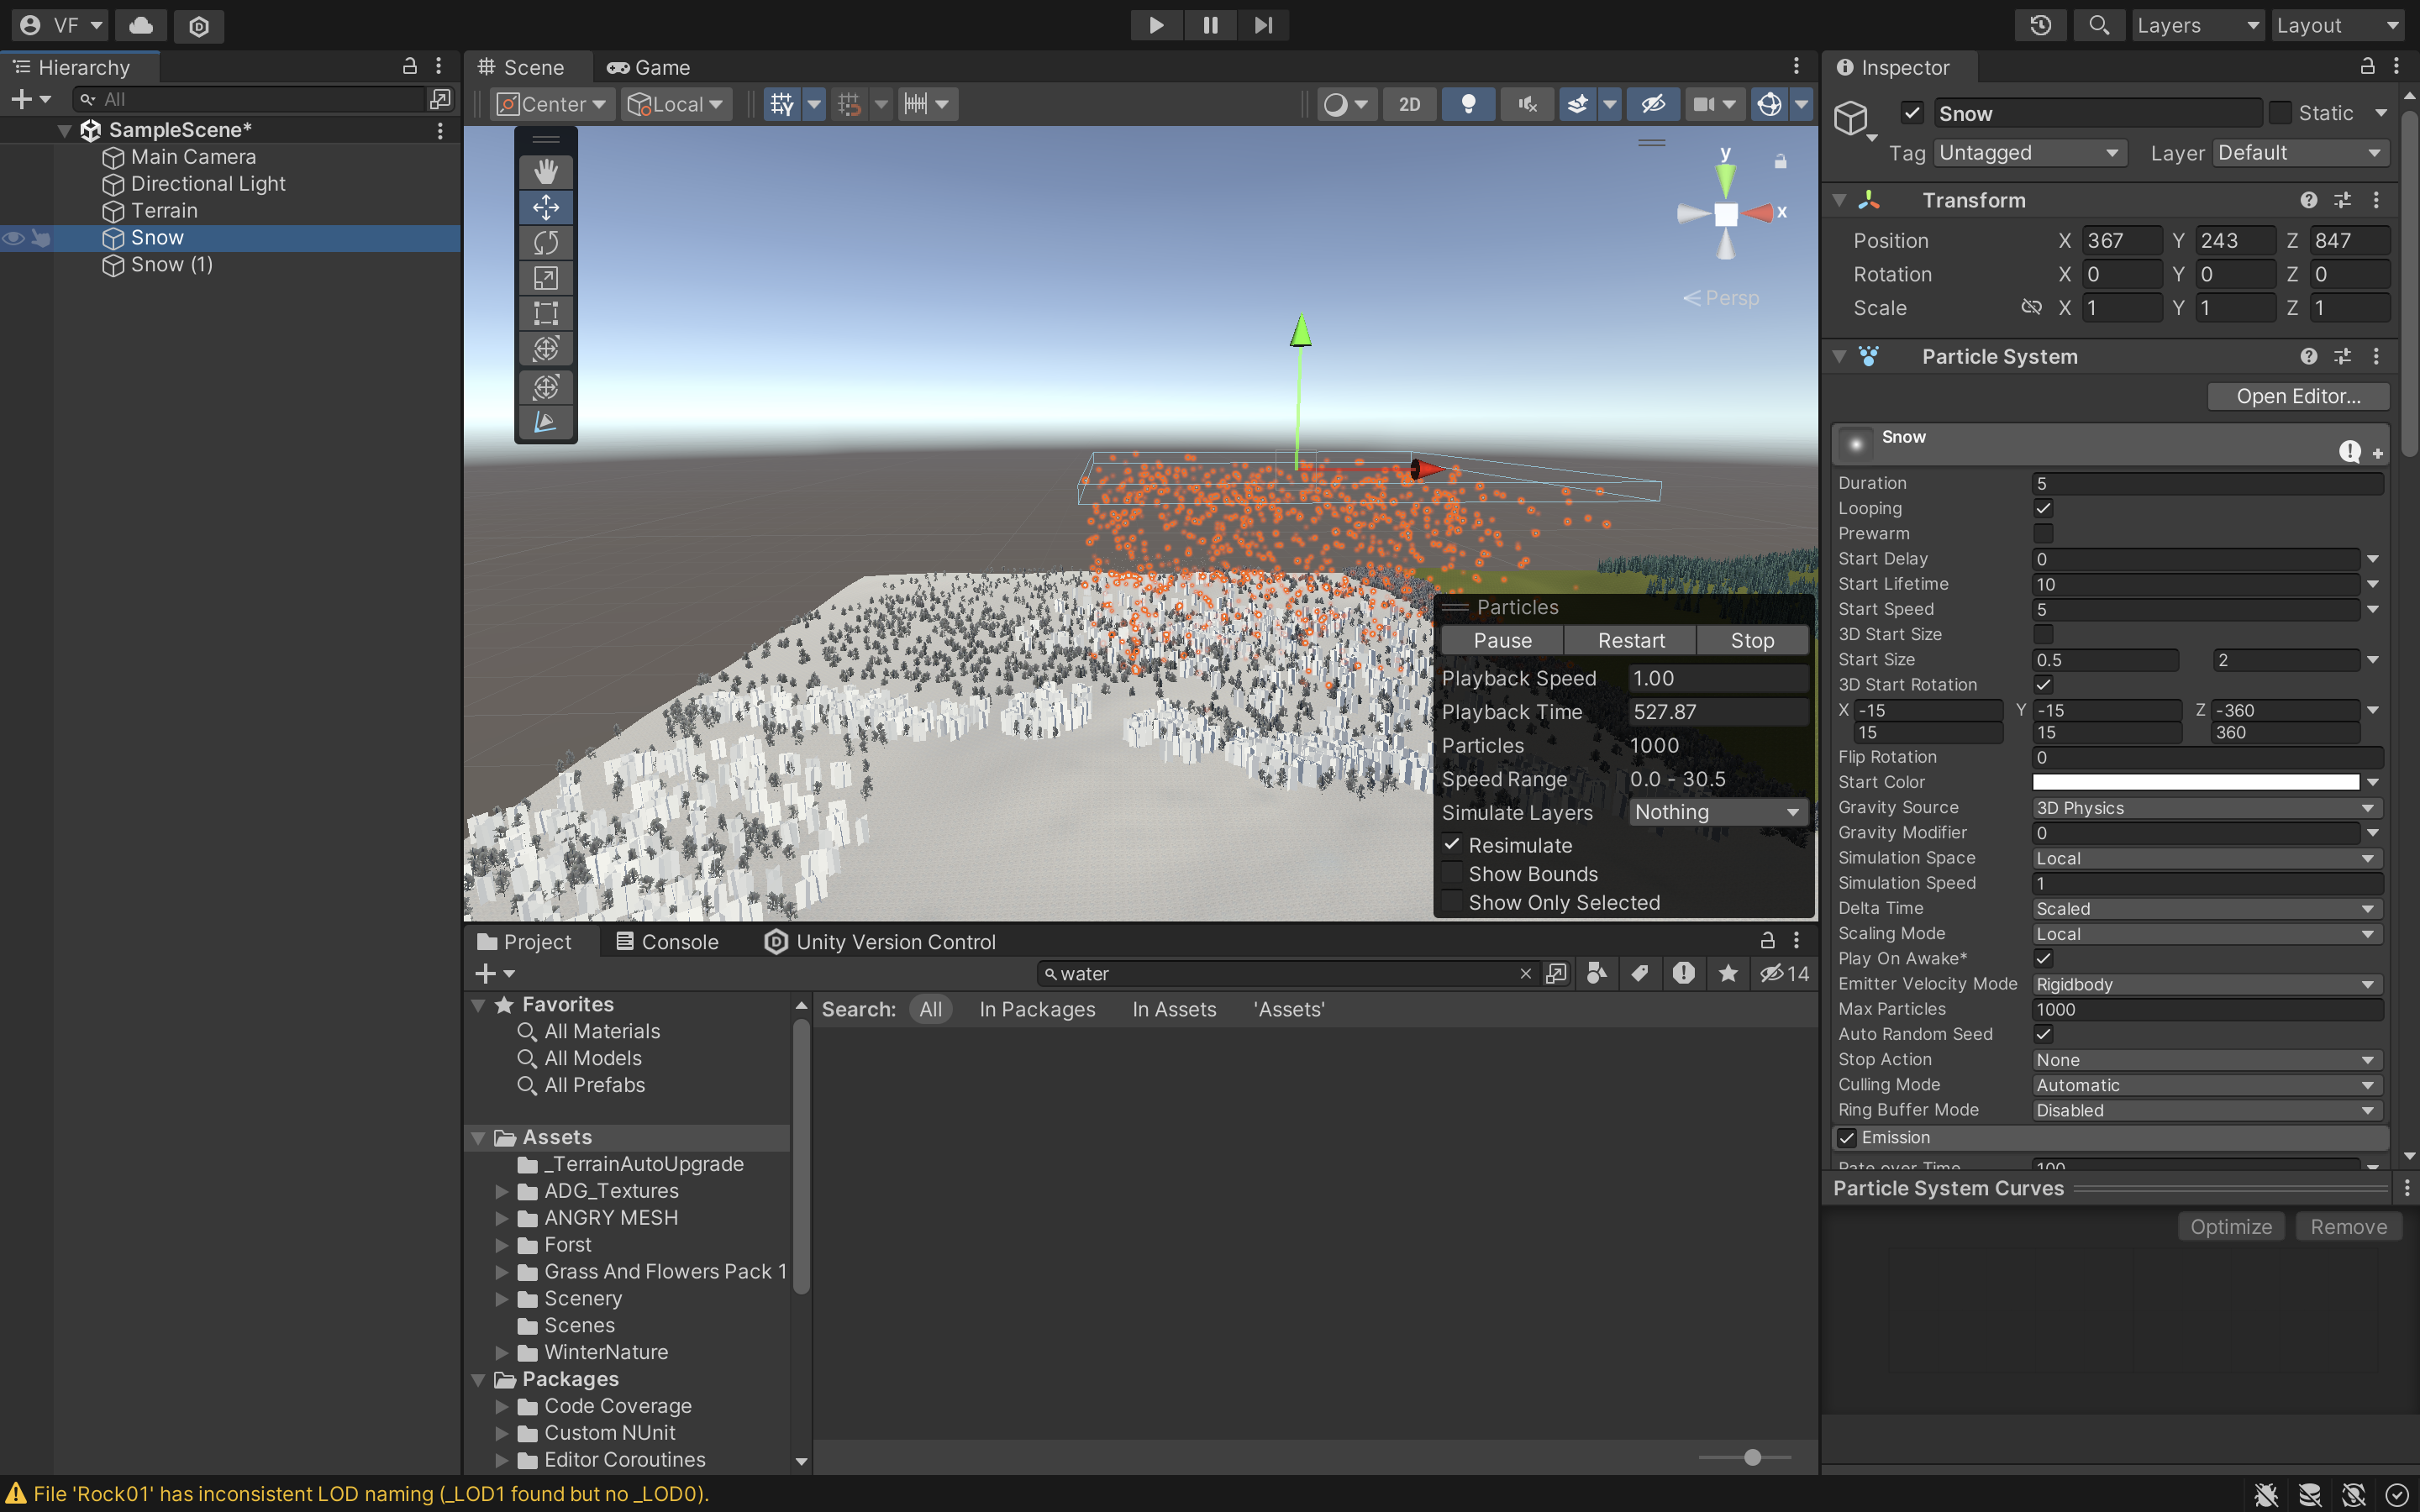 VF
Layers
Layout
Hierarchy
All
SampleScene*
Main Camera
Directional Light
Terrain
Snow
Snow (1)
Scene
Game
Center
Local
2D
y
x
Persp
Particles
Pause Restart Stop
Playback Speed 1.00
Playback Time 527.87
Particles 1000
Speed Range 0.0 - 30.5
Simulate Layers Nothing
Resimulate
Show Bounds
Show Only Selected
Project
Console
Unity Version Control
water
14
Favorites
All Materials
All Models
All Prefabs
Assets
_TerrainAutoUpgrade
ADG_Textures
ANGRY MESH
Forst
Grass And Flowers Pack 1
Scenery
Scenes
WinterNature
Packages
Code Coverage
Custom NUnit
Editor Coroutines
Search: All In Packages In Assets 'Assets'
Inspector
Snow
Static
Tag Untagged Layer Default
Transform
Position X 367 Y 243 Z 847
Rotation X 0 Y 0 Z 0
Scale X 1 Y 1 Z 1
Particle System
Open Editor...
Snow
Duration 5
Looping
Prewarm
Start Delay 0
Start Lifetime 10
Start Speed 5
3D Start Size
Start Size 0.5 2
3D Start Rotation
X -15 Y -15 Z -360
15 15 360
Flip Rotation 0
Start Color
Gravity Source 3D Physics
Gravity Modifier 0
Simulation Space Local
Simulation Speed 1
Delta Time Scaled
Scaling Mode Local
Play On Awake*
Emitter Velocity Mode Rigidbody
Max Particles 1000
Auto Random Seed
Stop Action None
Culling Mode Automatic
Ring Buffer Mode Disabled
Emission
Rate over Time 100
Particle System Curves
Optimize Remove
File 'Rock01' has inconsistent LOD naming (_LOD1 found but no _LOD0).